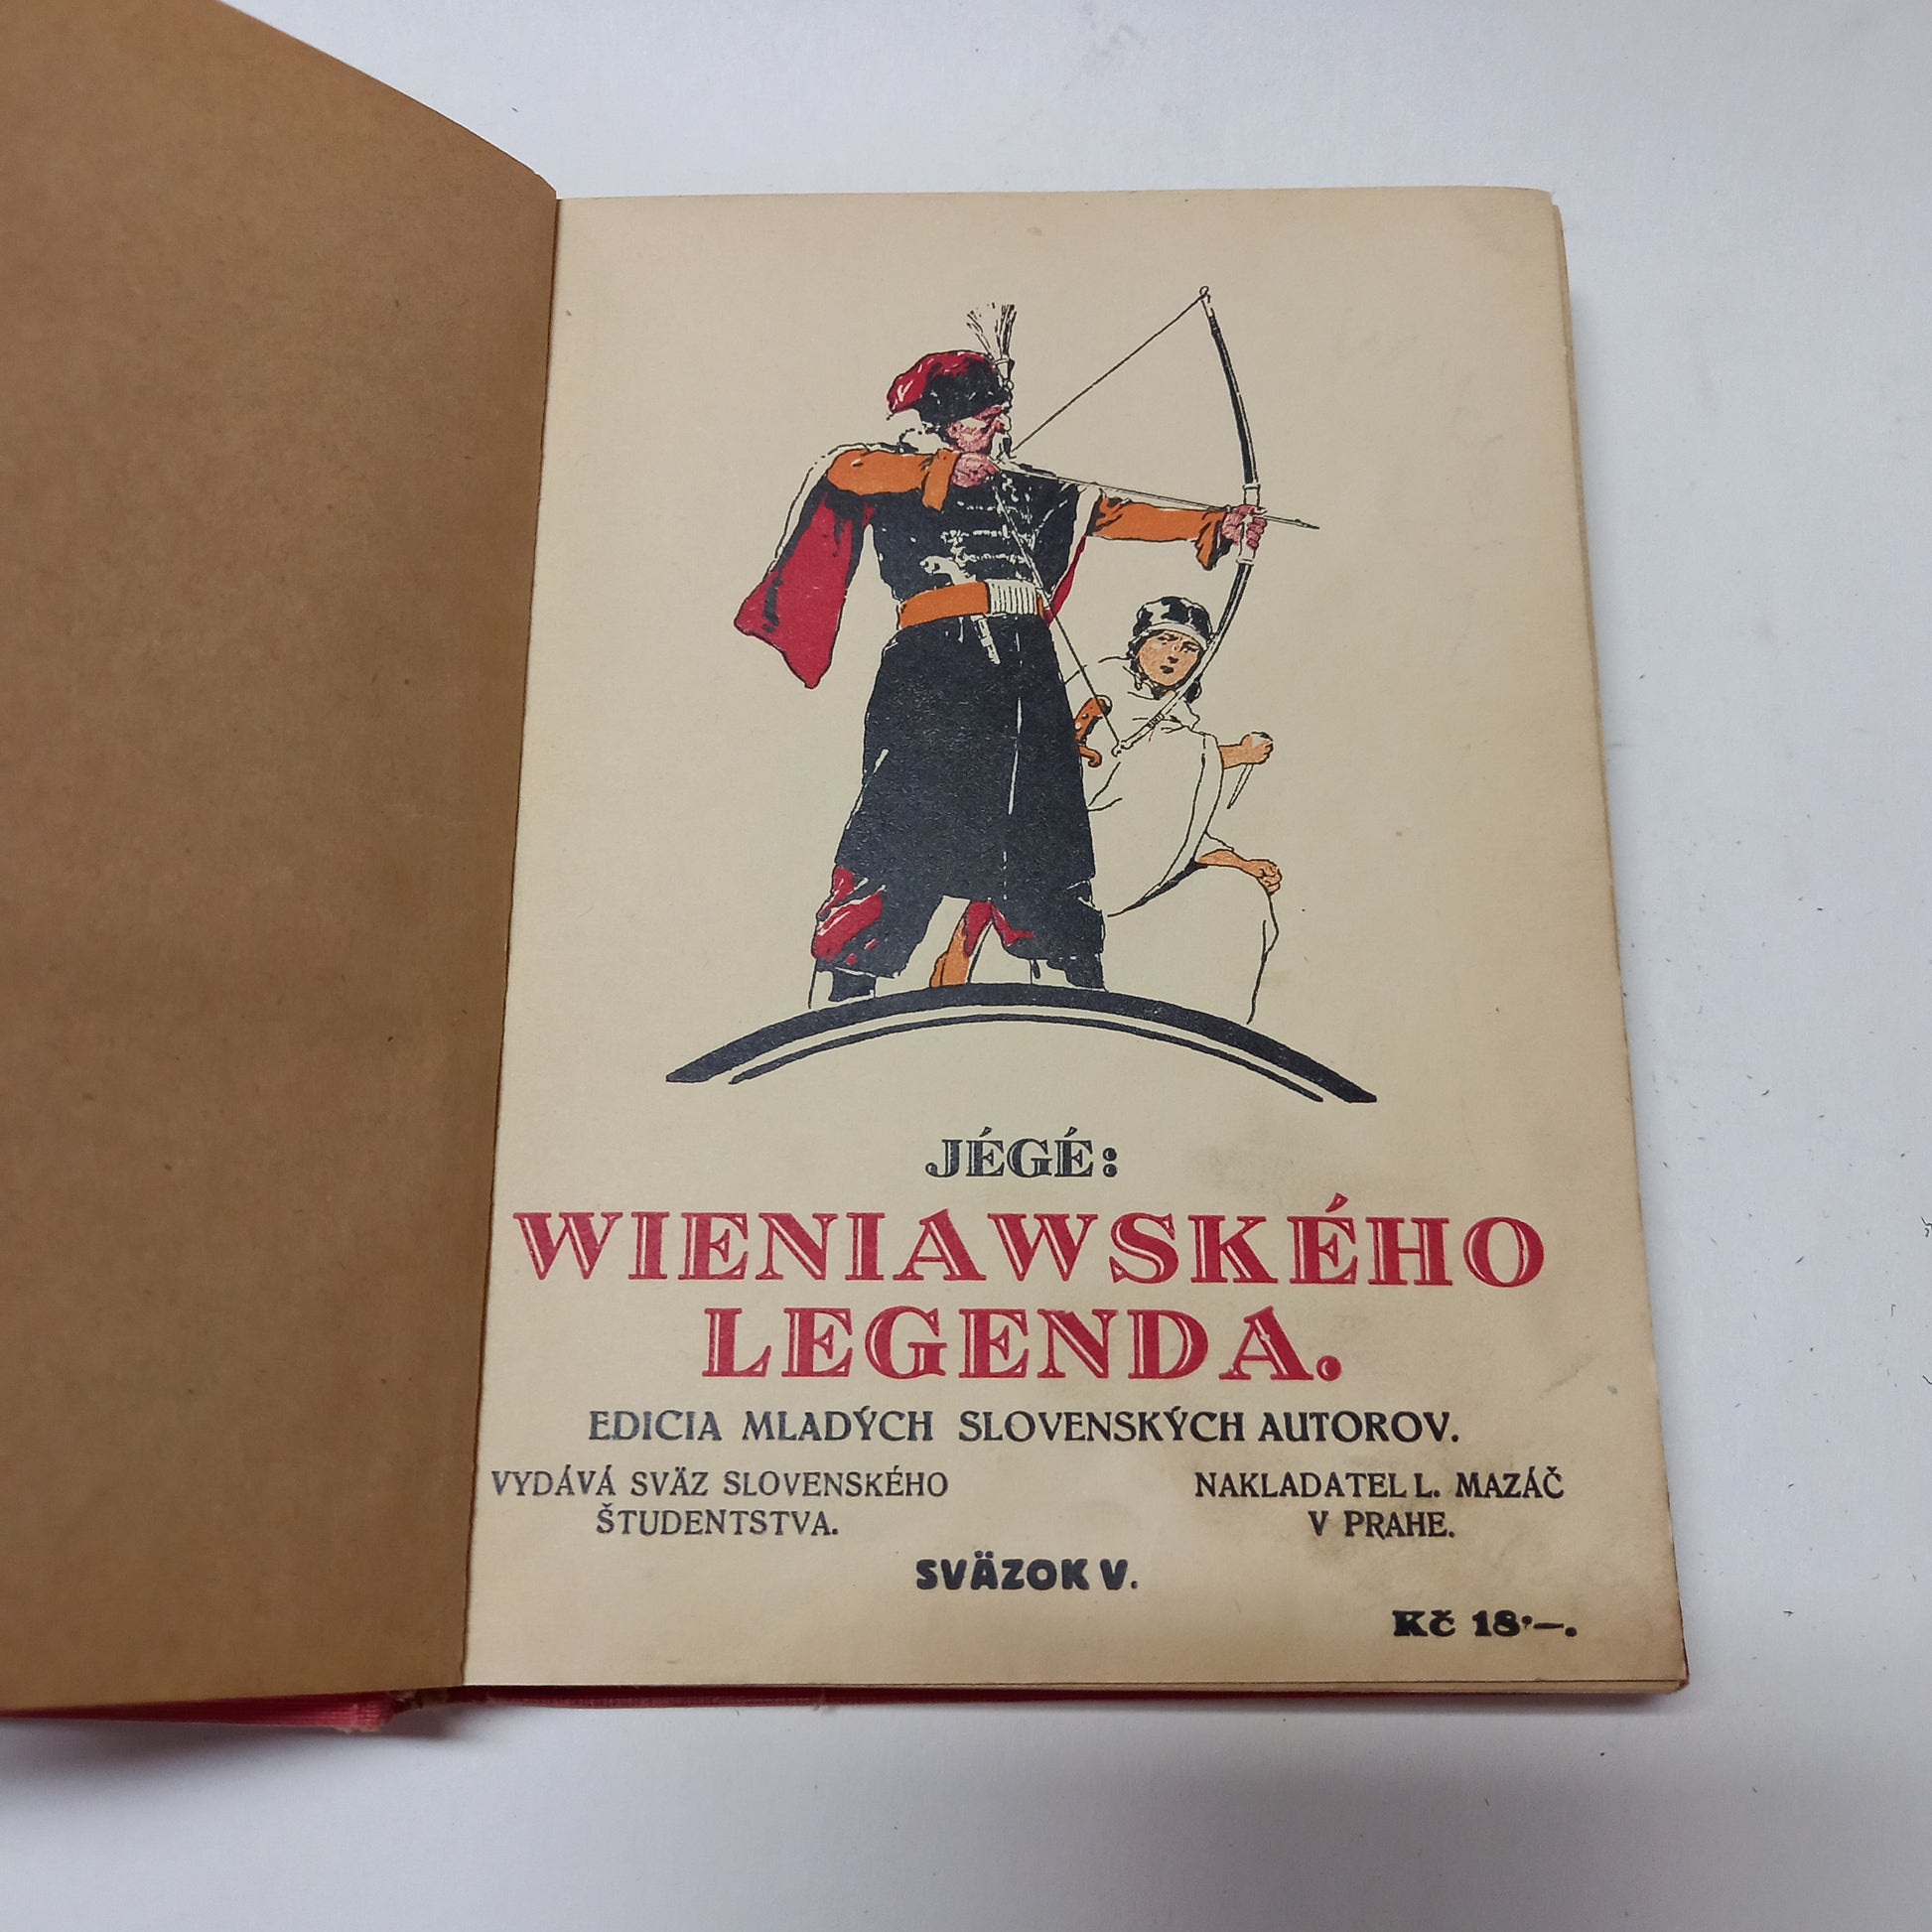 JÉGÉ:
WIENIAWSKÉHO
LEGENDA.
EDICIA MLADÝCH SLOVENSKÝCH AUTOROV.
VYDÁVÁ SVÄZ SLOVENSKÉHO
ŠTUDENTSTVA.
NAKLADATEL L. MAZÁČ
V PRAHE.
SVÄZOK V.
Kč 18·—.